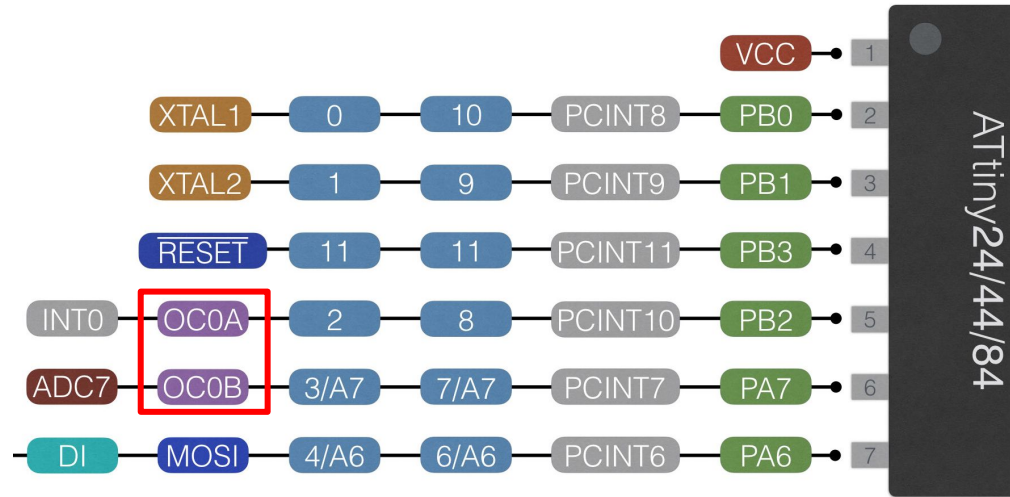 VCC 1
XTAL1 0 10 PCINT8 PB0 2
XTAL2 1 9 PCINT9 PB1 3
RESET 11 11 PCINT11 PB3 4
INT0 OC0A 2 8 PCINT10 PB2 5
ADC7 OC0B 3/A7 7/A7 PCINT7 PA7 6
DI MOSI 4/A6 6/A6 PCINT6 PA6 7
ATtiny24/44/84